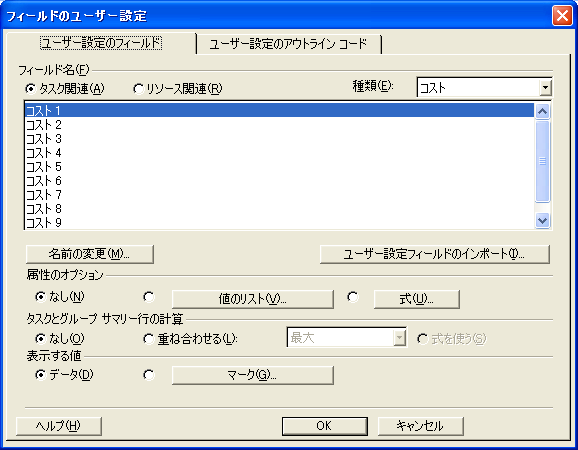 フィールドのユーザー設定
ユーザー設定のフィールド ユーザー設定のアウトライン コード
フィールド名(F)
タスク関連(A) リソース関連(R) 種類(E): コスト
コスト 1
コスト 2
コスト 3
コスト 4
コスト 5
コスト 6
コスト 7
コスト 8
コスト 9
名前の変更(M)... ユーザー設定フィールドのインポート(I)...
属性のオプション
なし(N) 値のリスト(V)... 式(U)...
タスクとグループ サマリー行の計算
なし(O) 重ね合わせる(L): 最大 式を使う(S)
表示する値
データ(D) マーク(G)...
ヘルプ(H) OK キャンセル